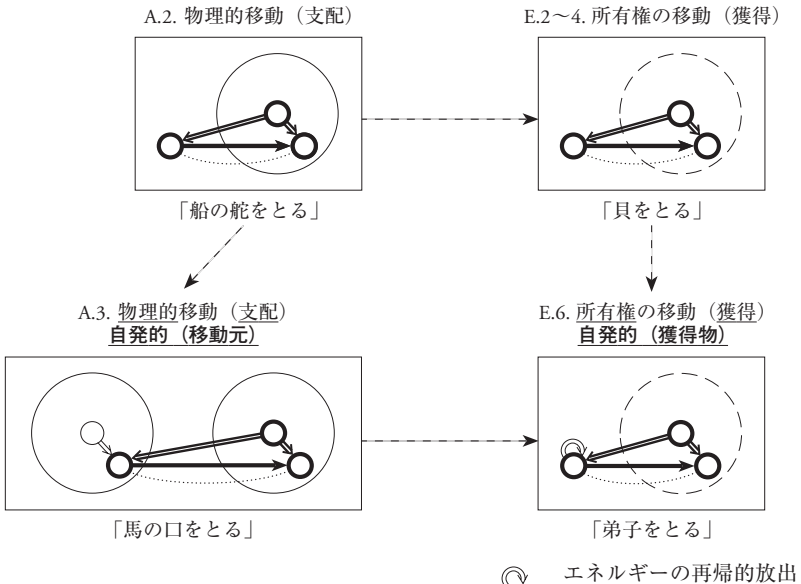 A.2. 物理的移動（支配）
E.2〜4. 所有権の移動（獲得）
「船の舵をとる」
「貝をとる」
A.3. 物理的移動（支配）
自発的（移動元）
E.6. 所有権の移動（獲得）
自発的（獲得物）
「馬の口をとる」
「弟子をとる」
エネルギーの再帰的放出